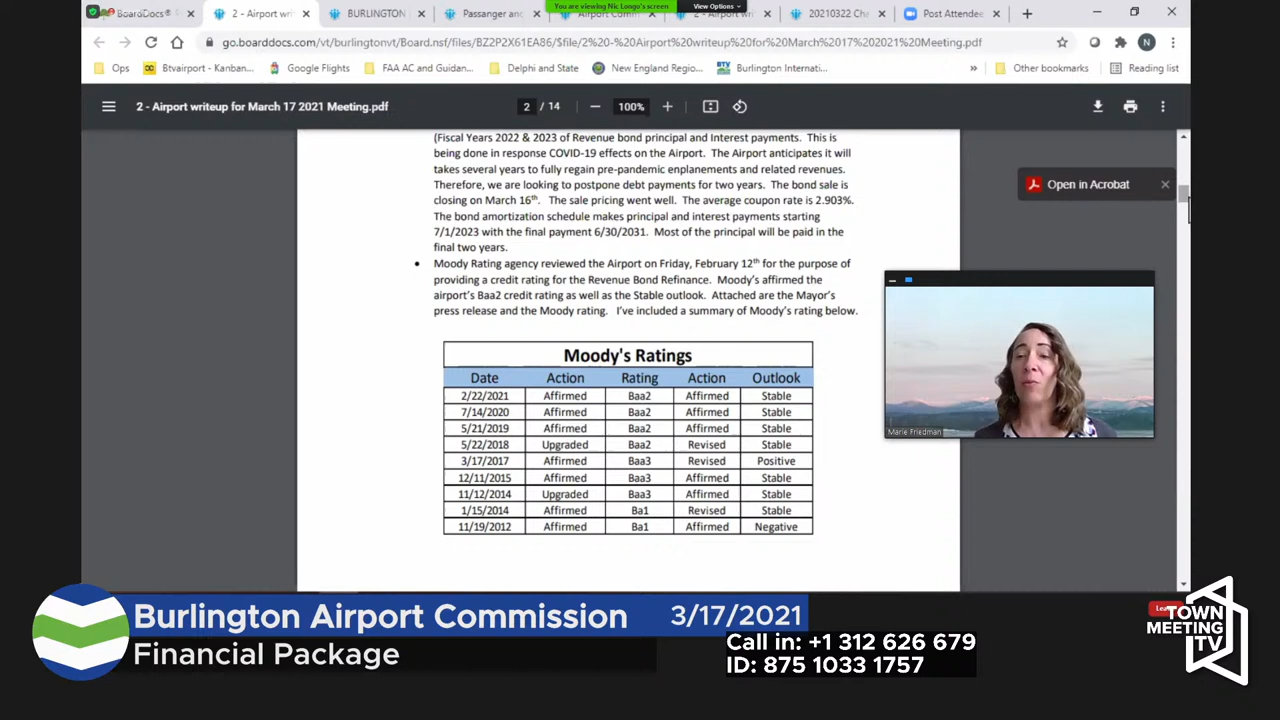 You are viewing Nic Longo's screen
View Options
BoardDocs®
2 - Airport wri
BURLINGTON
Passanger an
Airport Comm
2 - Airport wri
20210322 Cha
Post Attendee
go.boarddocs.com/vt/burlingtonvt/Board.nsf/files/BZ2P2X61EA86/$file/2%20-%20Airport%20writeup%20for%20March%2017%202021%20Meeting.pdf
N
Ops
Btvairport - Kanban...
Google Flights
FAA AC and Guidan...
Delphi and State
New England Regio...
BTV
Burlington Internati...
»
Other bookmarks
Reading list
2 - Airport writeup for March 17 2021 Meeting.pdf
2 / 14
100%
Open in Acrobat
(Fiscal Years 2022 & 2023 of Revenue bond principal and Interest payments. This is
being done in response COVID-19 effects on the Airport. The Airport anticipates it will
takes several years to fully regain pre-pandemic enplanements and related revenues.
Therefore, we are looking to postpone debt payments for two years. The bond sale is
closing on March 16th. The sale pricing went well. The average coupon rate is 2.903%.
The bond amortization schedule makes principal and interest payments starting
7/1/2023 with the final payment 6/30/2031. Most of the principal will be paid in the
final two years.
• Moody Rating agency reviewed the Airport on Friday, February 12th for the purpose of
providing a credit rating for the Revenue Bond Refinance. Moody's affirmed the
airport's Baa2 credit rating as well as the Stable outlook. Attached are the Mayor's
press release and the Moody rating. I've included a summary of Moody's rating below.
Moody's Ratings
Date Action Rating Action Outlook
2/22/2021 Affirmed Baa2 Affirmed Stable
7/14/2020 Affirmed Baa2 Affirmed Stable
5/21/2019 Affirmed Baa2 Affirmed Stable
5/22/2018 Upgraded Baa2 Revised Stable
3/17/2017 Affirmed Baa3 Revised Positive
12/11/2015 Affirmed Baa3 Affirmed Stable
11/12/2014 Upgraded Baa3 Affirmed Stable
1/15/2014 Affirmed Ba1 Revised Stable
11/19/2012 Affirmed Ba1 Affirmed Negative
Marie Friedman
Burlington Airport Commission 3/17/2021
Financial Package
Call in: +1 312 626 679
ID: 875 1033 1757
TOWN
MEETING
TV